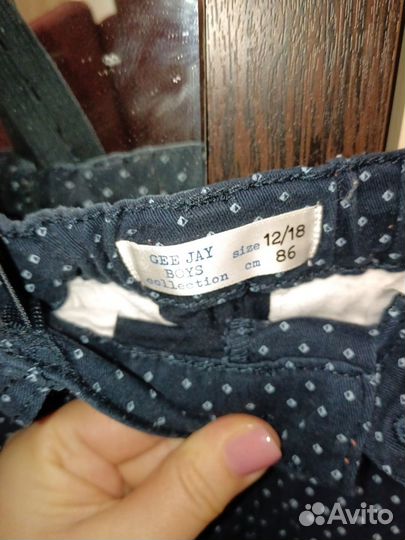 GEE JAY
BOYS
collection
size 12/18
cm 86
Avito